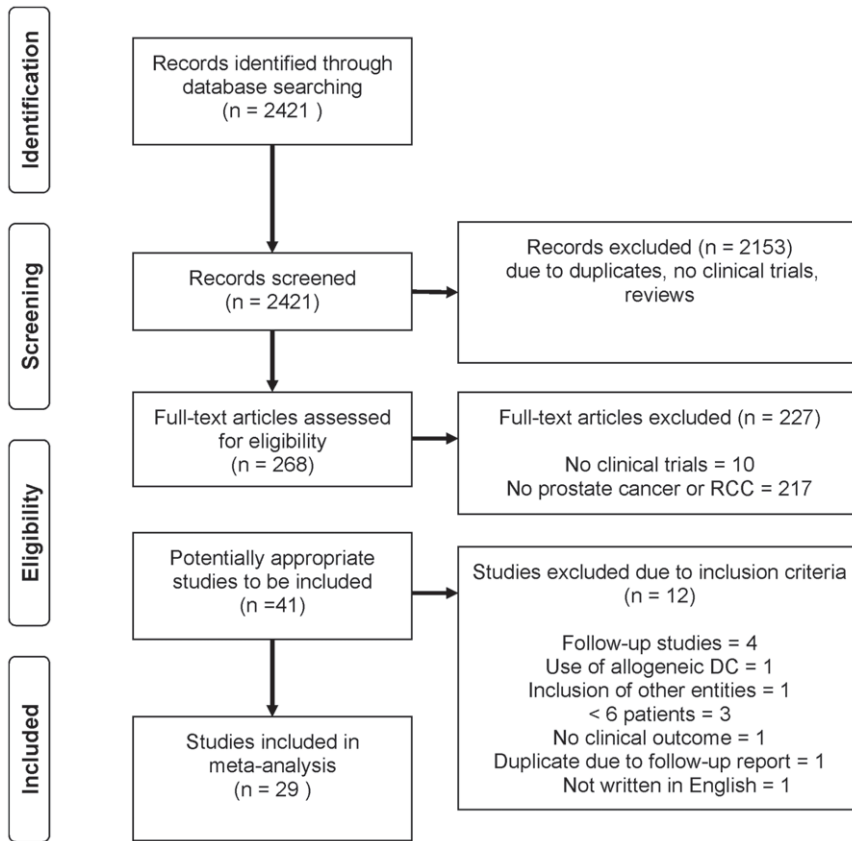 Identification
Records identified through
database searching
(n = 2421 )
Screening
Records screened
(n = 2421)
Records excluded (n = 2153)
due to duplicates, no clinical trials,
reviews
Full-text articles assessed
for eligibility
(n = 268)
Full-text articles excluded (n = 227)
No clinical trials = 10
No prostate cancer or RCC = 217
Eligibility
Potentially appropriate
studies to be included
(n =41)
Studies excluded due to inclusion criteria
(n = 12)
Follow-up studies = 4
Use of allogeneic DC = 1
Inclusion of other entities = 1
< 6 patients = 3
No clinical outcome = 1
Duplicate due to follow-up report = 1
Not written in English = 1
Included
Studies included in
meta-analysis
(n = 29 )